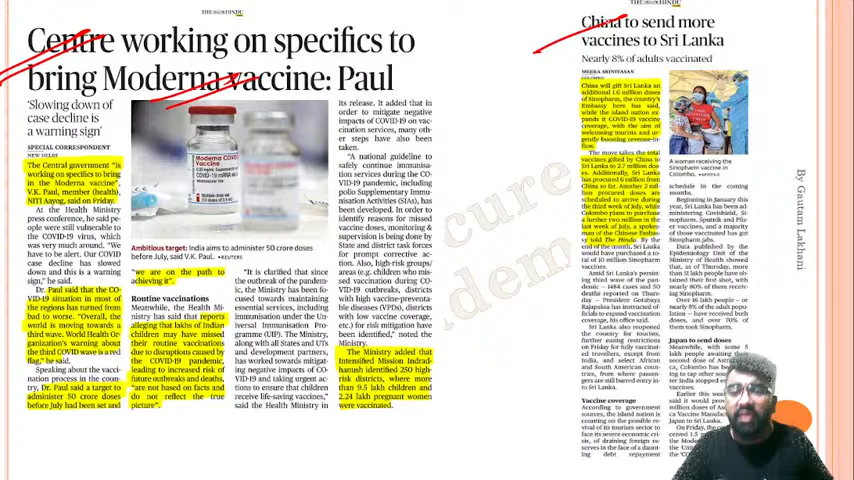 THE HINDU
Centre working on specifics to
bring Moderna vaccine: Paul
‘Slowing down of
case decline is
a warning sign’
SPECIAL CORRESPONDENT
NEW DELHI
The Central government “is
working on specifics to bring
in the Moderna vaccine”,
V.K. Paul, member (health),
NITI Aayog, said on Friday.
At the Health Ministry
press conference, he said pe
ople were still vulnerable to
the COVID-19 virus, which
was very much around. “We
have to be alert. Our COVID
case decline has slowed
down and this is a warning
sign,” he said.
Dr. Paul said that the CO-
VID-19 situation in most of
the regions has turned from
bad to worse. “Overall, the
world is moving towards a
third wave. World Health Or-
ganization’s warning about
the third COVID wave is a red
flag,” he said.
Speaking about the vacci-
nation process in the coun-
try, Dr. Paul said a target to
administer 50 crore doses
before July had been set and
Moderna COVID-19
Vaccine
Ambitious target: India aims to administer 50 crore doses
before July, said V.K. Paul. •REUTERS
“we are on the path to
achieving it”.
Routine vaccinations
Meanwhile, the Health Mi-
nistry has said that reports
alleging that lakhs of Indian
children may have missed
their routine vaccinations
due to disruptions caused by
the COVID-19 pandemic,
leading to increased risk of
future outbreaks and deaths,
“are not based on facts and
do not reflect the true
picture”.
“It is clarified that since
the outbreak of the pandem-
ic, the Ministry has been fo-
cused towards maintaining
essential services, including
immunisation under the Un-
iversal Immunisation Pro-
gramme (UIP). The Ministry,
along with all States and UTs
and development partners,
has worked towards mitigat-
ing negative impacts of CO-
VID-19 and taking urgent ac-
tions to ensure that children
receive life-saving vaccines,”
said the Health Ministry in
its release. It added that in
order to mitigate negative
impacts of COVID-19 on vac-
cination services, many oth-
er steps have also been
taken.
“A national guideline to
safely continue immunisa-
tion services during the CO-
VID-19 pandemic, including
polio Supplementary Immu-
nisation Activities (SIAs), has
been developed. In order to
identify reasons for missed
vaccine doses, monitoring &
supervision is being done by
State and district task forces
for prompt corrective ac-
tion. Also, high-risk groups/
areas (e.g. children who mis-
sed vaccination during CO-
VID-19 outbreaks, districts
with high vaccine-preventa-
ble diseases (VPDs), districts
with low vaccine coverage,
etc.) for risk mitigation have
been identified,” noted the
Ministry.
The Ministry added that
Intensified Mission Indrad-
hanush identified 250 high-
risk districts, where more
than 9.5 lakh children and
2.24 lakh pregnant women
were vaccinated.
THE HINDU
China to send more
vaccines to Sri Lanka
Nearly 8% of adults vaccinated
MEERA SRINIVASAN
COLOMBO
China will gift Sri Lanka an
additional 1.6 million doses
of Sinopharm, the country’s
Embassy here has said,
while the island nation ex-
pands it COVID-19 vaccine
coverage, with the aim of
welcoming tourists and ur-
gently boosting revenue-in-
flow.
The move takes the total
vaccines gifted by China to
Sri Lanka to 2.7 million dos-
es. Additionally, Sri Lanka
has procured 6 million from
China so far. Another 2 mil-
lion procured doses are
scheduled to arrive during
the third week of July, while
Colombo plans to purchase
a further two million in the
last week of July, a spokes-
man of the Chinese Embas-
sy told The Hindu. By the
end of the month, Sri Lanka
would have purchased a to-
tal of 10 million Sinopharm
vaccines.
Amid Sri Lanka’s persist-
ing third wave of the pan-
demic – 1484 cases and 50
deaths reported on Thurs-
day – President Gotabaya
Rajapaksa has instructed of-
ficials to expand vaccination
coverage, his office said.
Sri Lanka also reopened
the country for tourists,
further easing restrictions
on Friday for fully vaccinat-
ed travellers, except from
India, and select African
and South American coun-
tries, from where passen-
gers are still barred entry in-
to Sri Lanka.
Vaccine coverage
According to government
sources, the island nation is
counting on the possible re-
vival of its tourism sector to
face its severe economic cri-
sis, of draining foreign re-
serves in the face of a daun-
ting debt repayment
A woman receiving the
Sinopharm vaccine in
Colombo.
schedule in the coming
months.
Beginning in January this
year, Sri Lanka has been ad-
ministering Covishield, Si-
nopharm, Sputnik and Pfiz-
er vaccines, and a majority
of those vaccinated has got
Sinopharm jabs.
Data published by the
Epidemiology Unit of the
Ministry of Health showed
that, as of Thursday, more
than 51 lakh people have ob-
tained their first shot, with
nearly 80% of them receiv-
ing Sinopharm.
Over 16 lakh people – or
nearly 8% of the adult popu-
lation – have received both
doses, and over 70% of
them took Sinopharm.
Japan to send doses
Meanwhile, with some 5
lakh people awaiting
second dose of
Colombo has been
ing to tap other
ter India stopped
vaccines.
Earlier this
said it would
million doses of
ca Vaccine
Japan to Sri Lanka.
On Friday, the
received 1.5
the
the
the
By Gautam Lakhani